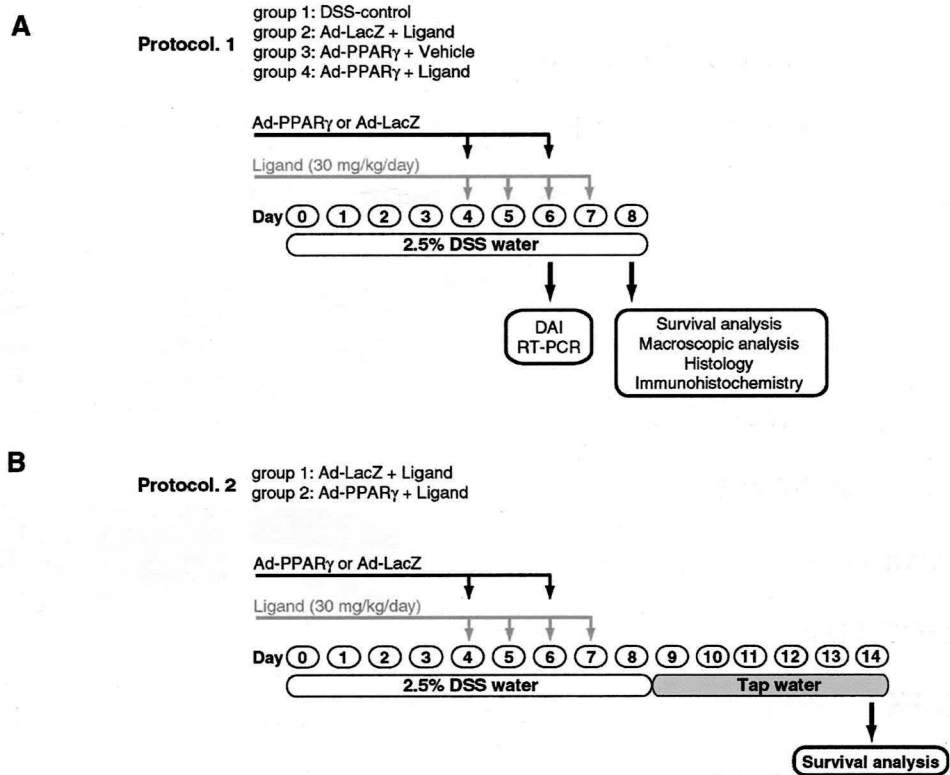 A
Protocol. 1
group 1: DSS-control
group 2: Ad-LacZ + Ligand
group 3: Ad-PPARγ + Vehicle
group 4: Ad-PPARγ + Ligand
Ad-PPARγ or Ad-LacZ
Ligand (30 mg/kg/day)
Day 0 1 2 3 4 5 6 7 8
2.5% DSS water
DAI
RT-PCR
Survival analysis
Macroscopic analysis
Histology
Immunohistochemistry
B
Protocol. 2
group 1: Ad-LacZ + Ligand
group 2: Ad-PPARγ + Ligand
Ad-PPARγ or Ad-LacZ
Ligand (30 mg/kg/day)
Day 0 1 2 3 4 5 6 7 8 9 10 11 12 13 14
2.5% DSS water Tap water
Survival analysis